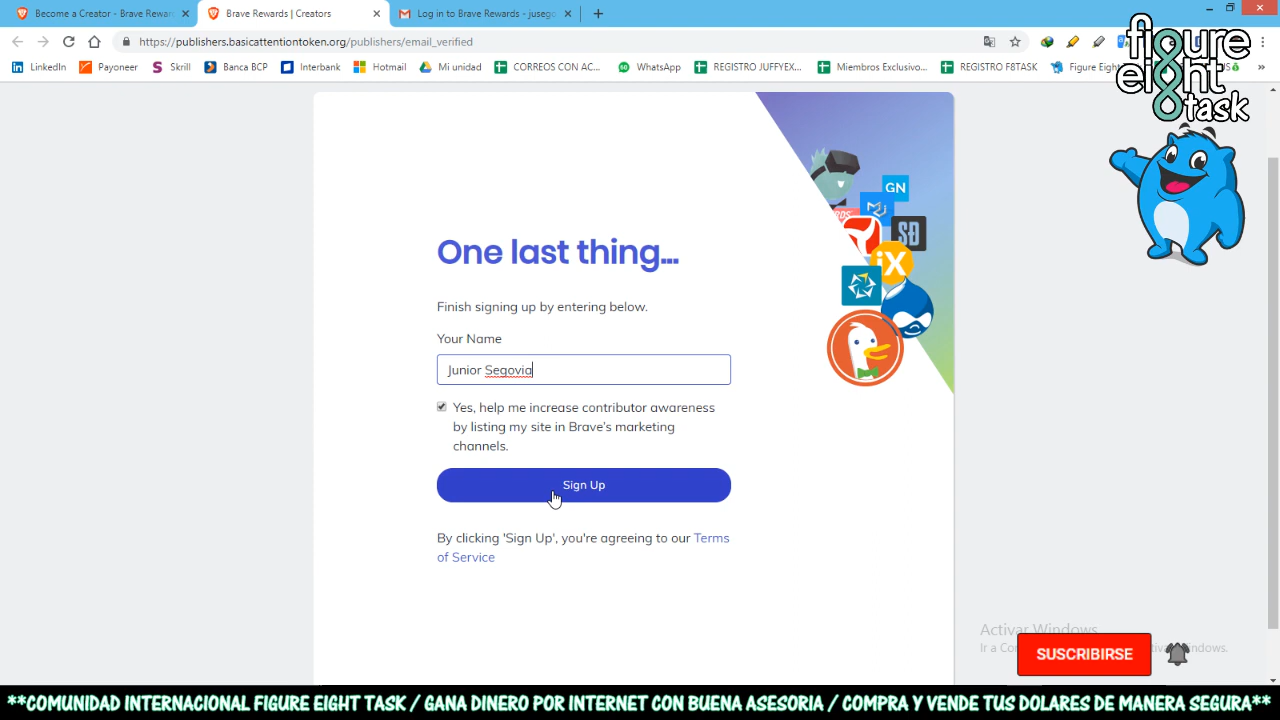 Become a Creator - Brave Rewar
Brave Rewards | Creators
Log in to Brave Rewards - jusego
https://publishers.basicattentiontoken.org/publishers/email_verified
LinkedIn
Payoneer
Skrill
Banca BCP
Interbank
Hotmail
Mi unidad
CORREOS CON AC...
WhatsApp
REGISTRO JUFFYEX...
Miembros Exclusivo...
REGISTRO F8TASK
Figure Eight
figure
eight
task
GN
SD
iX
One last thing...
Finish signing up by entering below.
Your Name
Junior Segovia
Yes, help me increase contributor awareness
by listing my site in Brave's marketing
channels.
Sign Up
By clicking 'Sign Up', you're agreeing to our Terms
of Service
Activar Windows
SUSCRIBIRSE
**COMUNIDAD INTERNACIONAL FIGURE EIGHT TASK / GANA DINERO POR INTERNET CON BUENA ASESORIA / COMPRA Y VENDE TUS DOLARES DE MANERA SEGURA**